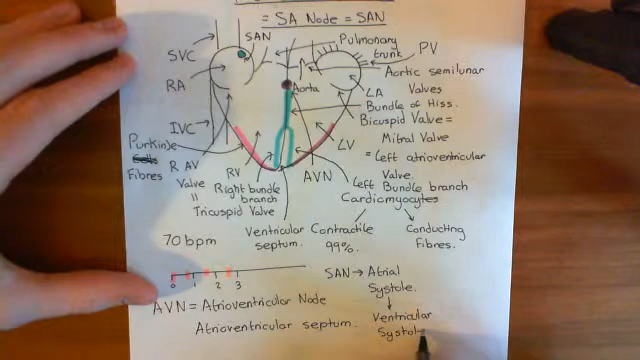 = SA Node = SAN
SAN
SVC
Pulmonary
trunk
PV
RA
Aortic semilunar
Valves
Aorta
LA
Bundle of Hiss.
Bicuspid Valve=
Mitral Valve
= Left atrioventricular
Valve.
IVC
Purkinje
Fibres
R AV
Valve
=
Tricuspid Valve
RV
LV
AVN
Right bundle
branch
Left Bundle branch
Ventricular
septum.
Cardiomyocytes
Contractile
99%.
Conducting
Fibres.
70 bpm
0 1 2 3
SAN → Atrial
Systole.
Ventricular
Systol
AVN = Atrioventricular Node
Atrioventricular septum.